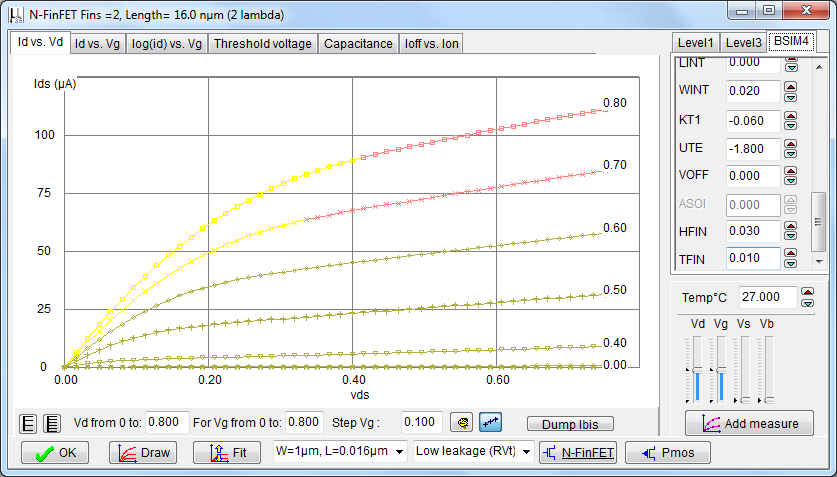 N-FinFET Fins =2, Length= 16.0 nµm (2 lambda)
Id vs. Vd Id vs. Vg log(id) vs. Vg Threshold voltage Capacitance Ioff vs. Ion
Level1 Level3 BSIM4
Ids (µA)
100
75
50
25
0
0.80
0.70
0.60
0.50
0.40
0.00
0.00 0.20 0.40 0.60
vds
LINT 0.000
WINT 0.020
KT1 -0.060
UTE -1.800
VOFF 0.000
ASOI 0.000
HFIN 0.030
TFIN 0.010
Temp°C 27.000
Vd Vg Vs Vb
Add measure
Vd from 0 to: 0.800 For Vg from 0 to: 0.800 Step Vg : 0.100 Dump Ibis
OK Draw Fit W=1µm, L=0.016µm Low leakage (RVt) N-FinFET Pmos